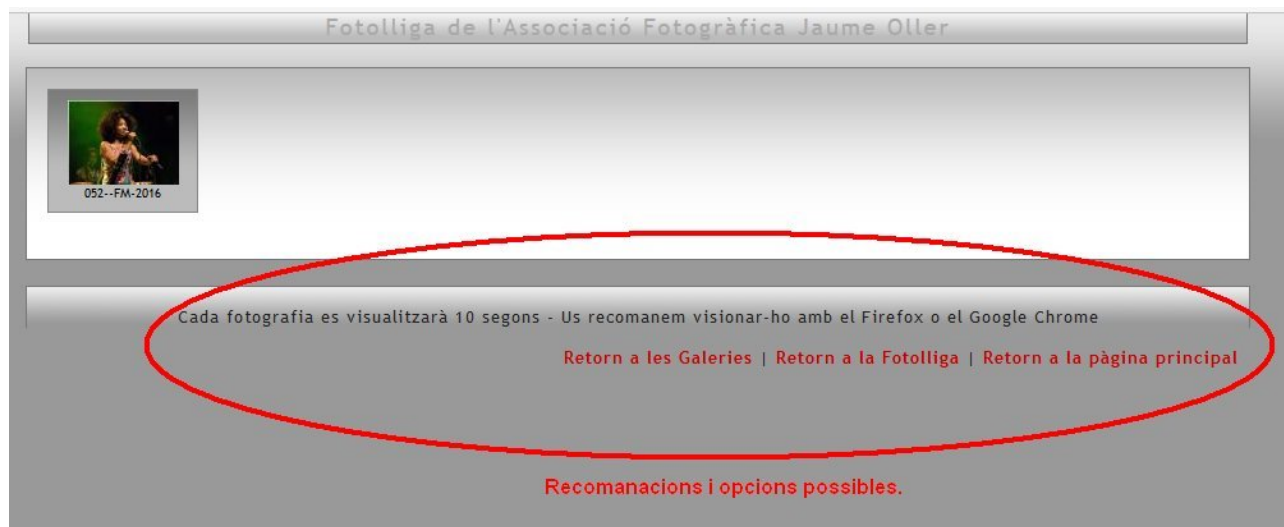 Fotolliga de l'Associació Fotogràfica Jaume Oller
052--FM-2016
Cada fotografia es visualitzarà 10 segons - Us recomanem visionar-ho amb el Firefox o el Google Chrome
Retorn a les Galeries | Retorn a la Fotolliga | Retorn a la pàgina principal
Recomanacions i opcions possibles.